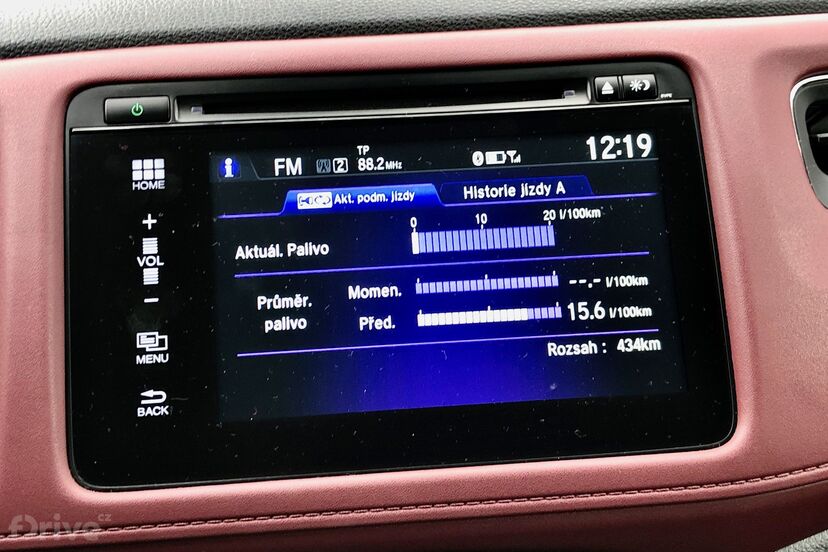 TP
FM 2 88.2MHz 12:19
HOME
Akt. podm. jízdy Historie jízdy A
0 10 20 l/100km
Aktuál. Palivo
+
VOL
−
Průměr. palivo
Momen. --.- l/100km
Před. 15.6 l/100km
Rozsah : 434km
MENU
BACK
Drive cz